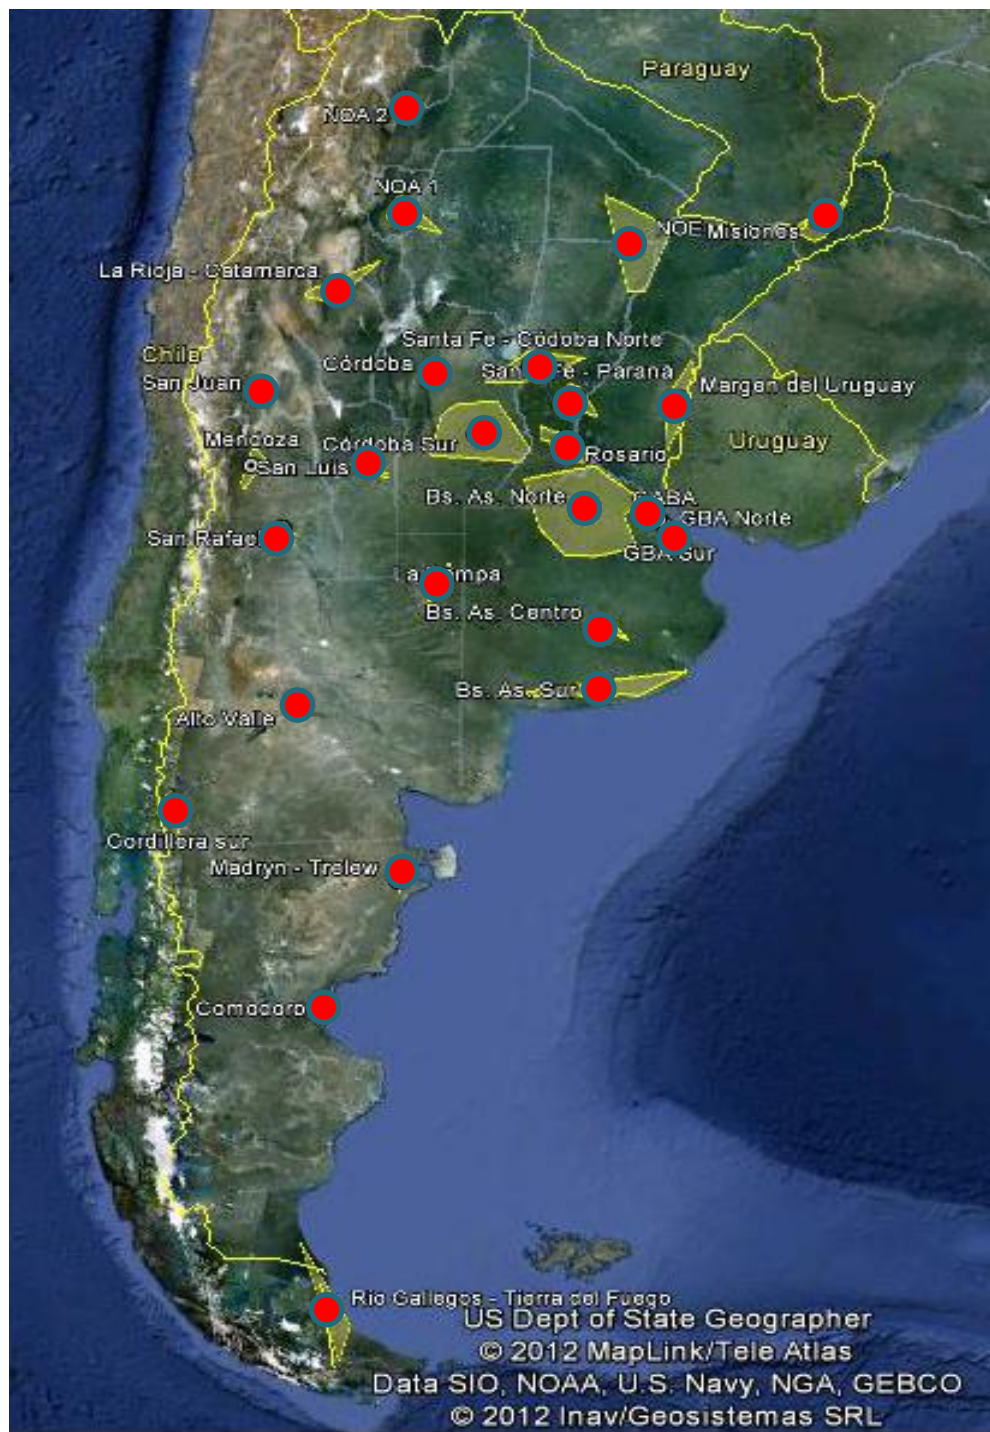 Paraguay
NOA 2
NOA 1
NOE
Misiones
La Rioja - Catamarca
Santa Fe - Códoba Norte
Chile
Córdoba
San Juan
Margen del Uruguay
Mendoza
Córdoba Sur
Uruguay
Rosario
San Luis
Bs. As. Norte
GBA Norte
San Rafael
GBA Sur
Bs. As. Centro
Bs. As. Sur
Alto Valle
Cordillera sur
Madryn - Trelew
Comodoro
Rio Gallegos - Tierra del Fuego
US Dept of State Geographer
© 2012 MapLink/Tele Atlas
Data SIO, NOAA, U.S. Navy, NGA, GEBCO
© 2012 Inav/Geosistemas SRL